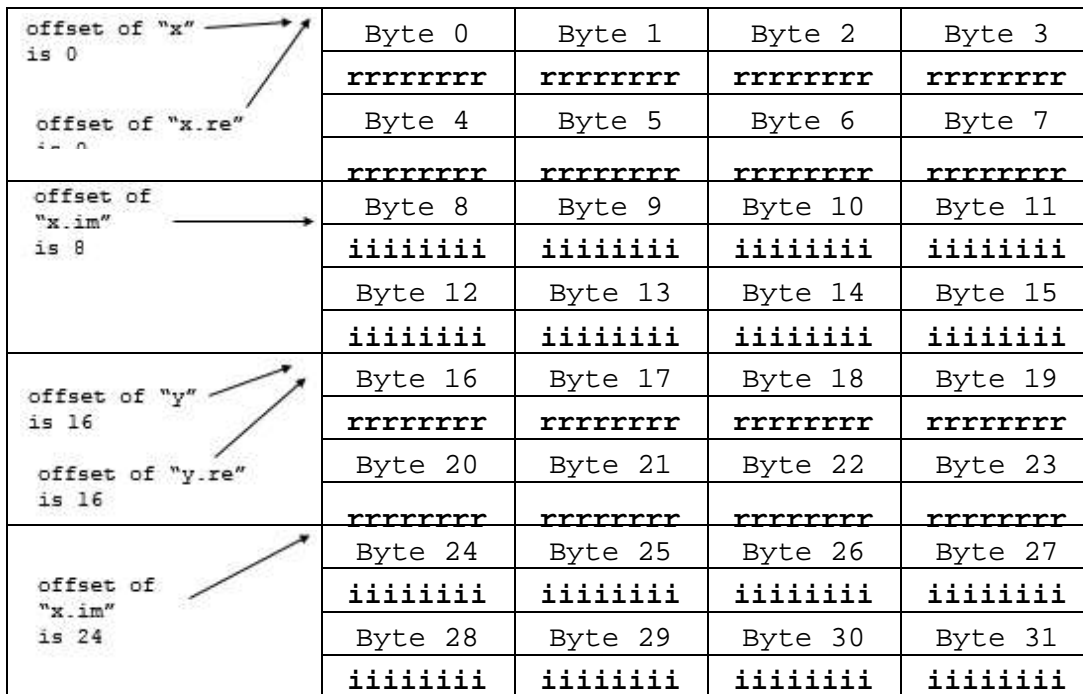 offset of "x"
is 0
offset of "x.re"
Byte 0 Byte 1 Byte 2 Byte 3
rrrrrrrr rrrrrrrr rrrrrrrr rrrrrrrr
Byte 4 Byte 5 Byte 6 Byte 7
rrrrrrrr rrrrrrrr rrrrrrrr rrrrrrrr
offset of
"x.im"
is 8
Byte 8 Byte 9 Byte 10 Byte 11
iiiiiiii iiiiiiii iiiiiiii iiiiiiii
Byte 12 Byte 13 Byte 14 Byte 15
iiiiiiii iiiiiiii iiiiiiii iiiiiiii
offset of "y"
is 16
offset of "y.re"
is 16
Byte 16 Byte 17 Byte 18 Byte 19
rrrrrrrr rrrrrrrr rrrrrrrr rrrrrrrr
Byte 20 Byte 21 Byte 22 Byte 23
rrrrrrrr rrrrrrrr rrrrrrrr rrrrrrrr
offset of
"x.im"
is 24
Byte 24 Byte 25 Byte 26 Byte 27
iiiiiiii iiiiiiii iiiiiiii iiiiiiii
Byte 28 Byte 29 Byte 30 Byte 31
iiiiiiii iiiiiiii iiiiiiii iiiiiiii